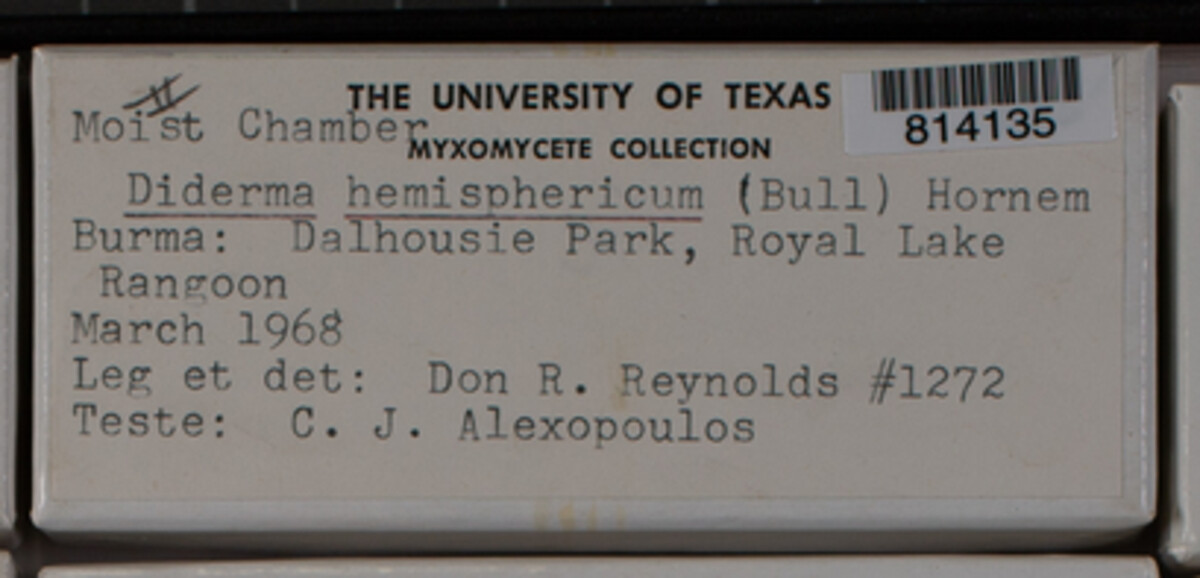 THE UNIVERSITY OF TEXAS
814135
Moist Chamber
MYXOMYCETE COLLECTION
Diderma hemisphericum (Bull) Hornem
Burma: Dalhousie Park, Royal Lake
Rangoon
March 1968
Leg et det: Don R. Reynolds #1272
Teste: C. J. Alexopoulos